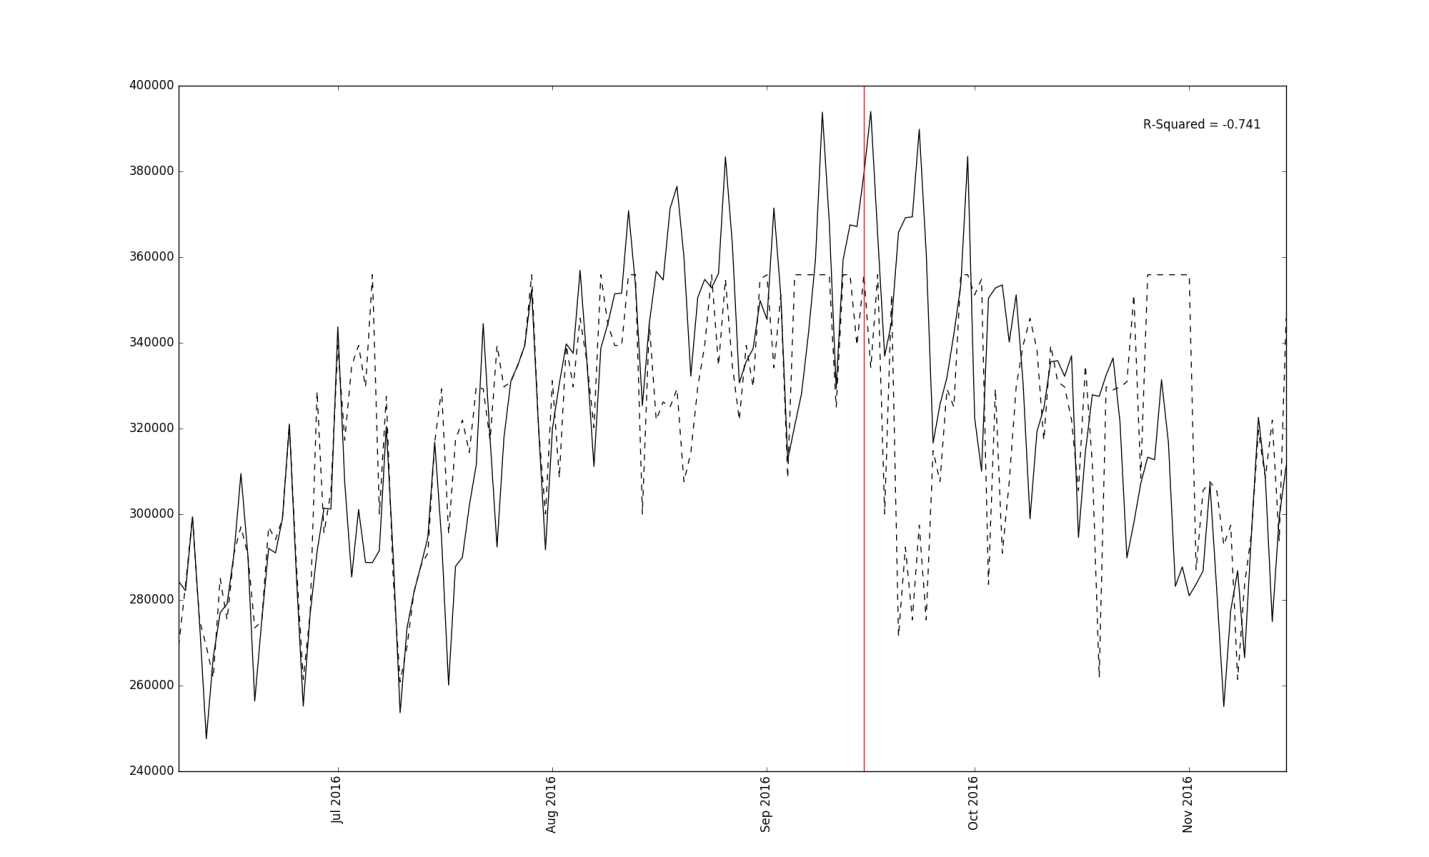 400000
R-Squared = -0.741
380000
360000
340000
320000
300000
280000
260000
240000
Jul 2016
Aug 2016
Sep 2016
Oct 2016
Nov 2016